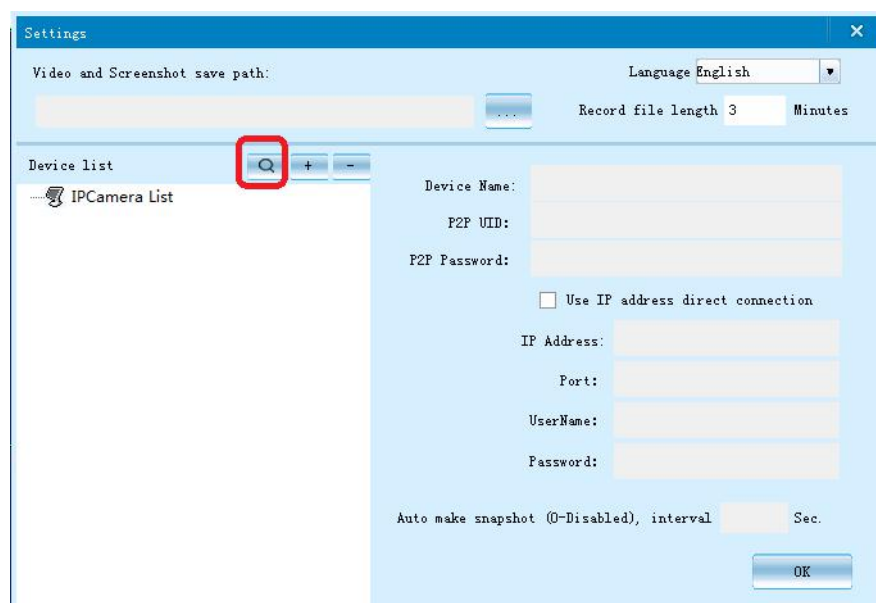 Settings
Video and Screenshot save path:
Language English
...
Record file length 3 Minutes
Device list + -
IPCamera List
Device Name:
P2P UID:
P2P Password:
Use IP address direct connection
IP Address:
Port:
UserName:
Password:
Auto make snapshot (0-Disabled), interval Sec.
OK